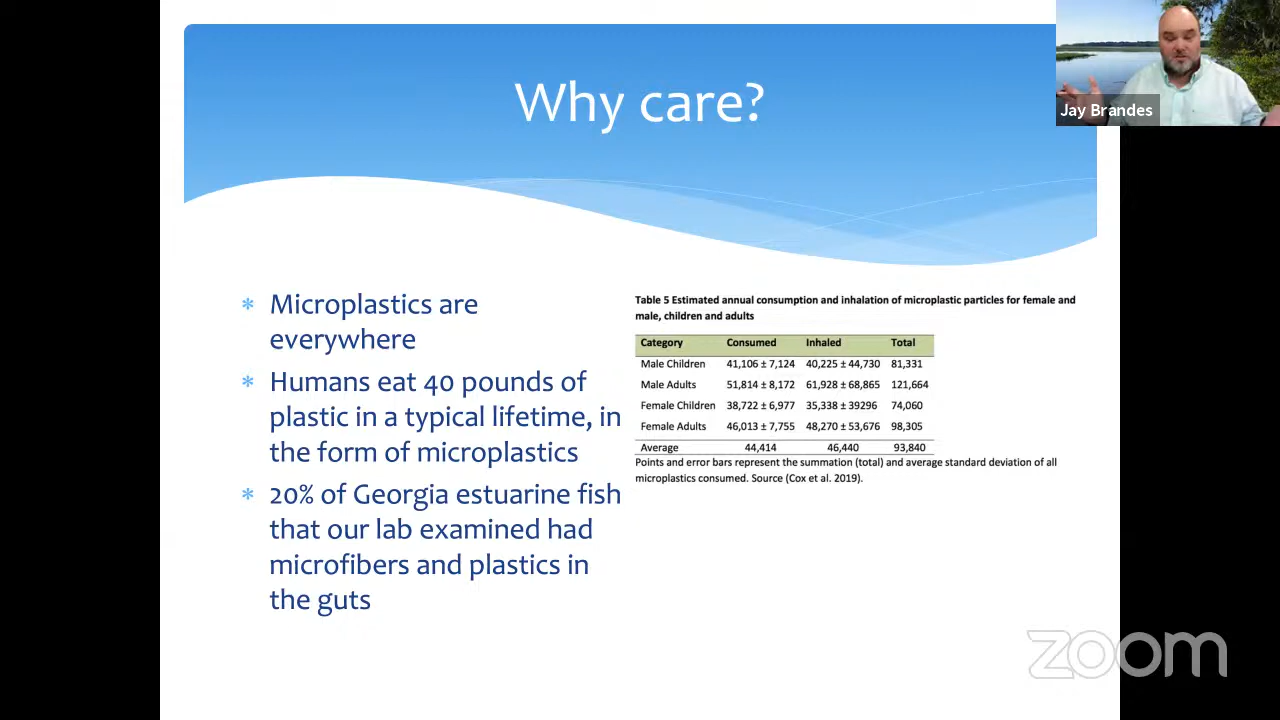 Why care?
Jay Brandes
* Microplastics are
everywhere
* Humans eat 40 pounds of
plastic in a typical lifetime, in
the form of microplastics
* 20% of Georgia estuarine fish
that our lab examined had
microfibers and plastics in
the guts
Table 5 Estimated annual consumption and inhalation of microplastic particles for female and
male, children and adults
Category Consumed Inhaled Total
Male Children 41,106 ± 7,124 40,225 ± 44,730 81,331
Male Adults 51,814 ± 8,172 61,928 ± 68,865 121,664
Female Children 38,722 ± 6,977 35,338 ± 39296 74,060
Female Adults 46,013 ± 7,755 48,270 ± 53,676 98,305
Average 44,414 46,440 93,840
Points and error bars represent the summation (total) and average standard deviation of all
microplastics consumed. Source (Cox et al. 2019).
zoom